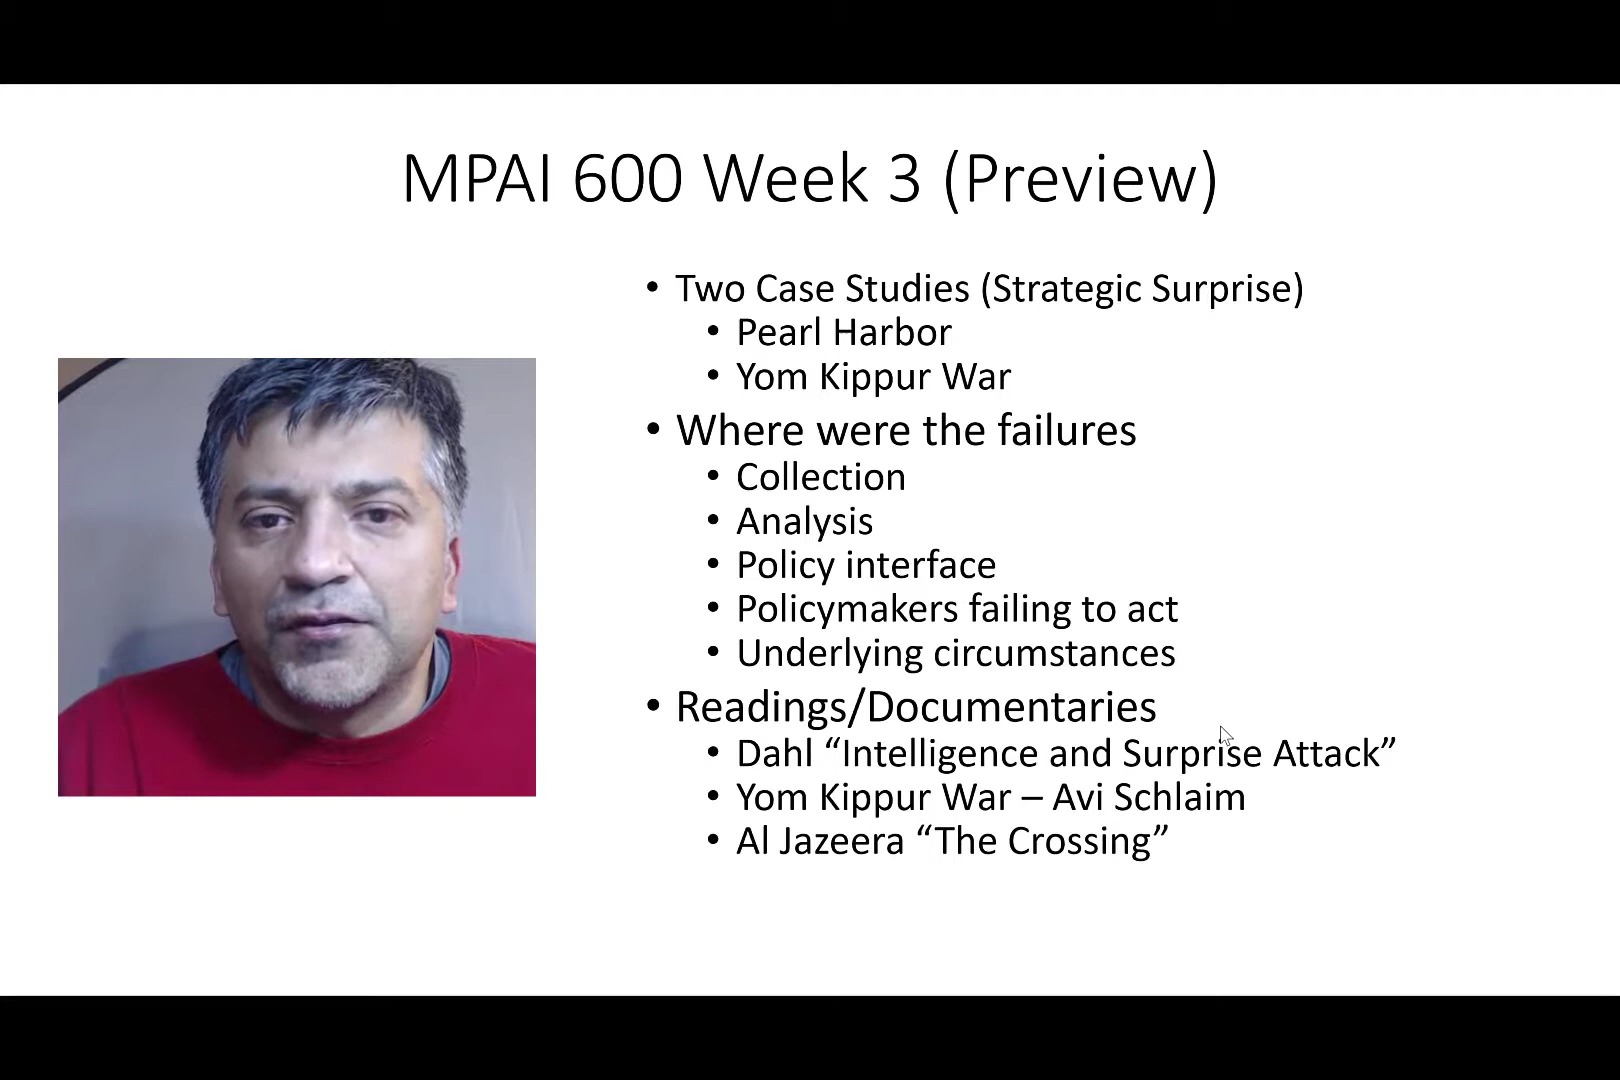 MPAI 600 Week 3 (Preview)
• Two Case Studies (Strategic Surprise)
• Pearl Harbor
• Yom Kippur War
• Where were the failures
• Collection
• Analysis
• Policy interface
• Policymakers failing to act
• Underlying circumstances
• Readings/Documentaries
• Dahl “Intelligence and Surprise Attack”
• Yom Kippur War – Avi Schlaim
• Al Jazeera “The Crossing”